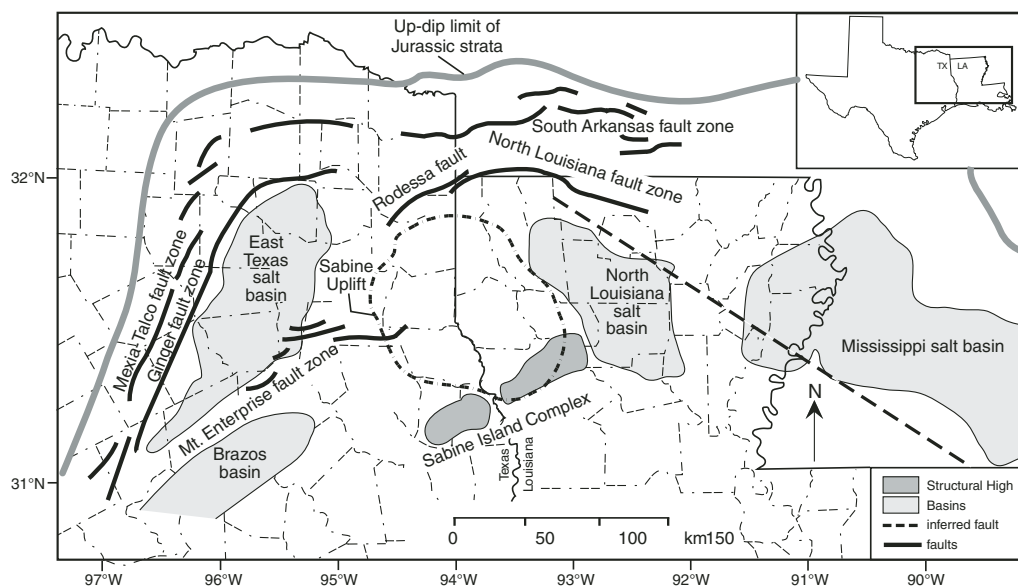 Up-dip limit of
Jurassic strata
TX
LA
South Arkansas fault zone
North Louisiana fault zone
Rodessa fault
32°N
Mexia-Talco fault zone
Ginger fault zone
East
Texas
salt
basin
Sabine
Uplift
North
Louisiana
salt
basin
Mississippi salt basin
Mt. Enterprise fault zone
Brazos
basin
Sabine Island Complex
Texas
Louisiana
N
31°N
0 50 100 km150
Structural High
Basins
inferred fault
faults
97°W 96°W 95°W 94°W 93°W 92°W 91°W 90°W